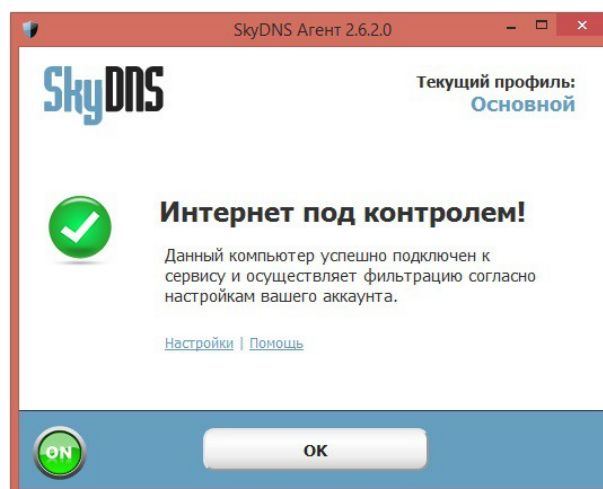 SkyDNS Агент 2.6.2.0
SkyDNS
Текущий профиль:
Основной
Интернет под контролем!
Данный компьютер успешно подключен к
сервису и осуществляет фильтрацию согласно
настройкам вашего аккаунта.
Настройки | Помощь
ON
ОК